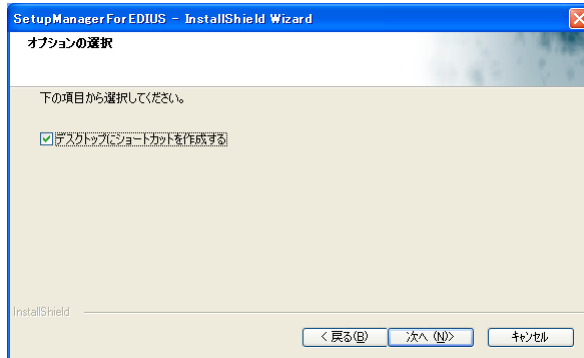 SetupManagerForEDIUS - InstallShield Wizard
オプションの選択
下の項目から選択してください。
デスクトップにショートカットを作成する
InstallShield
< 戻る(B) 次へ (N)> キャンセル